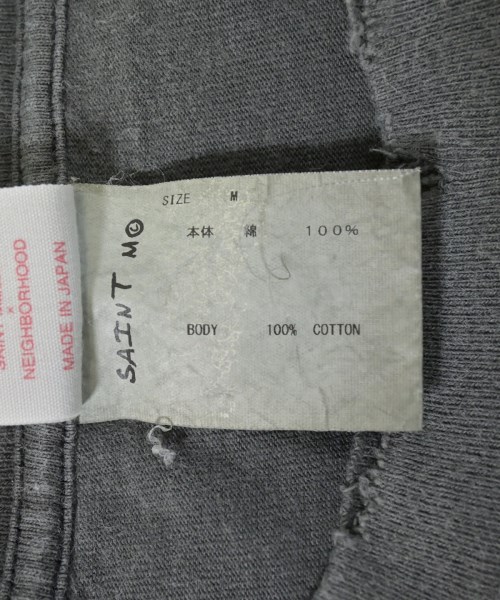 SIZE M
本体 綿 100%
BODY 100% COTTON
SAINT M©
×
NEIGHBORHOOD
MADE IN JAPAN